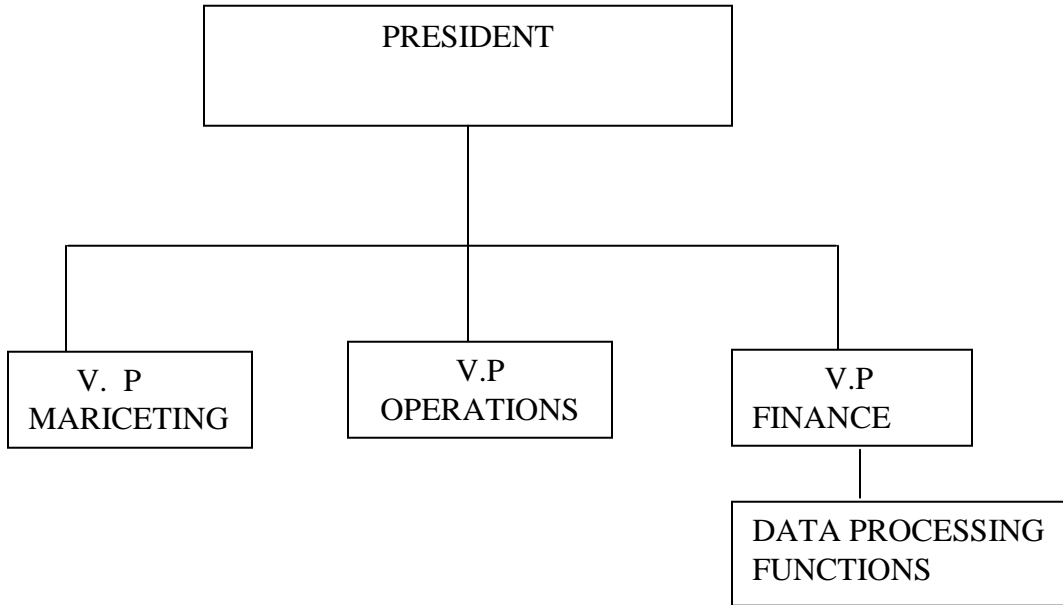 PRESIDENT
V. P
MARICETING
V.P
OPERATIONS
V.P
FINANCE
DATA PROCESSING
FUNCTIONS